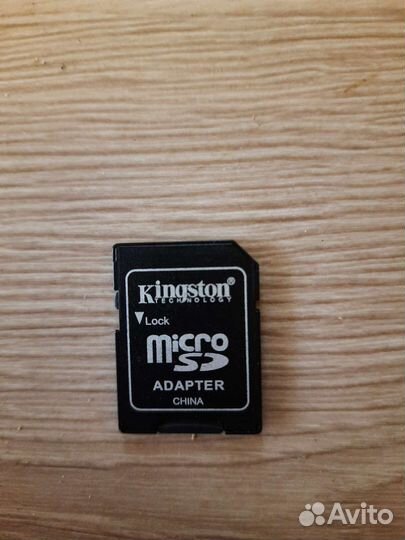 Kingston®
TECHNOLOGY
▼Lock
micro
SD
ADAPTER
CHINA
Avito